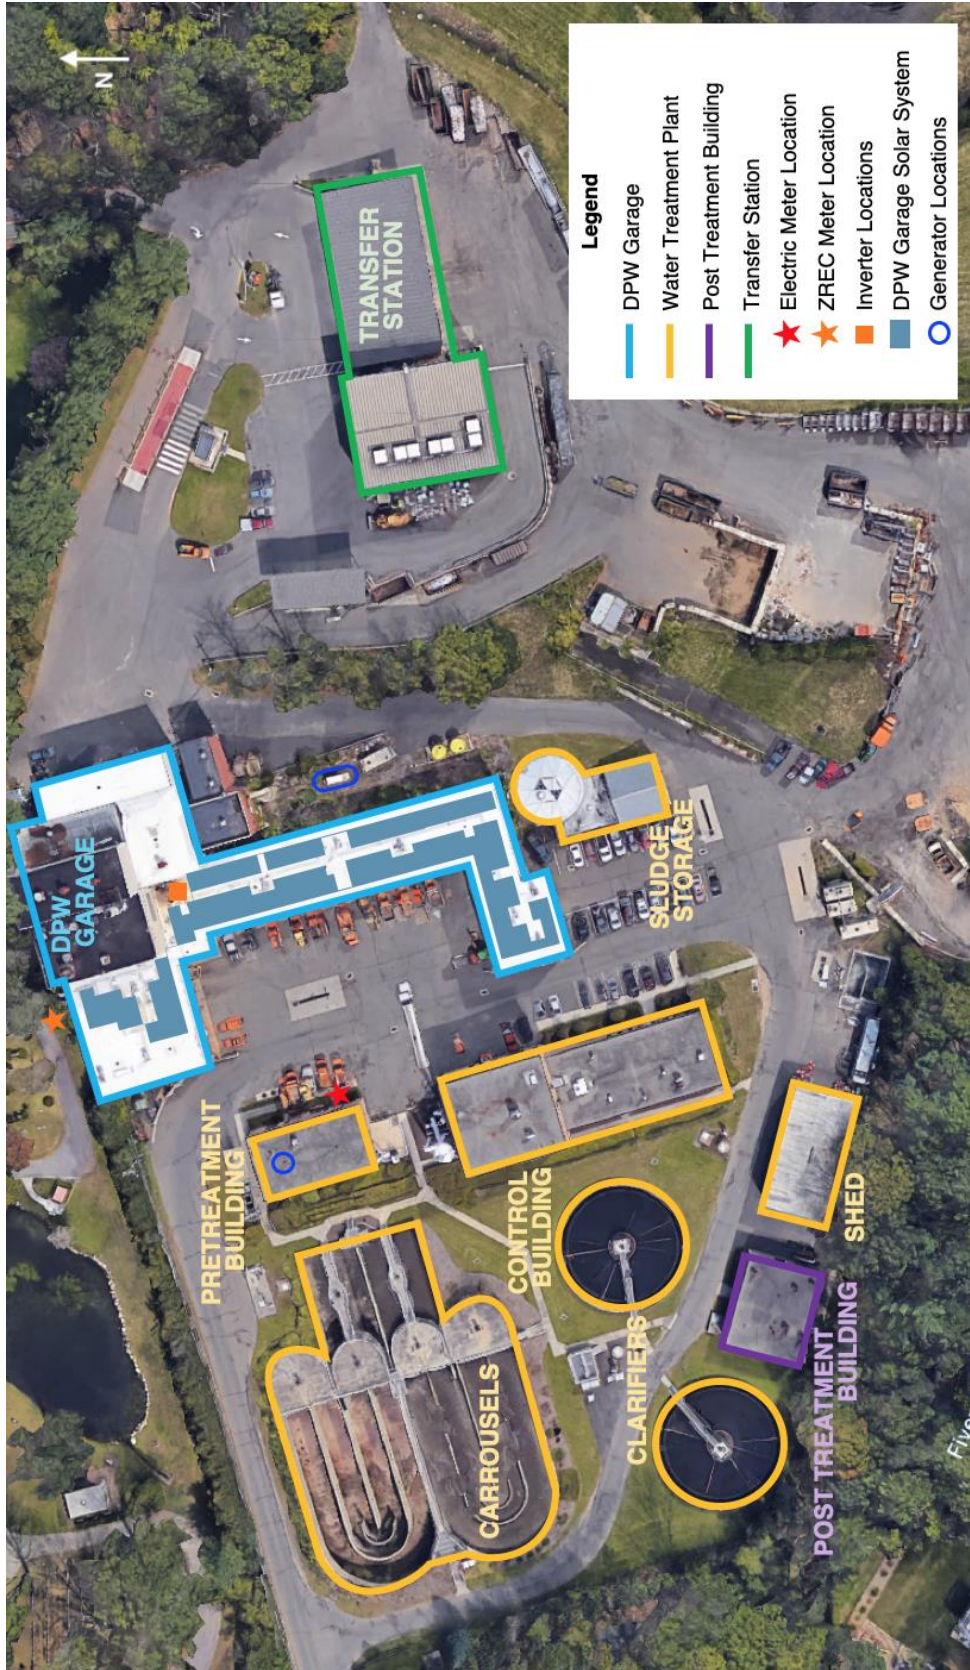 N
TRANSFER
STATION
DPW
GARAGE
SLUDGE
STORAGE
PRETREATMENT
BUILDING
CONTROL
BUILDING
CARROUSELS
CLARIFIERS
SHED
POST TREATMENT
BUILDING
Five
Legend
DPW Garage
Water Treatment Plant
Post Treatment Building
Transfer Station
Electric Meter Location
ZREC Meter Location
Inverter Locations
DPW Garage Solar System
Generator Locations